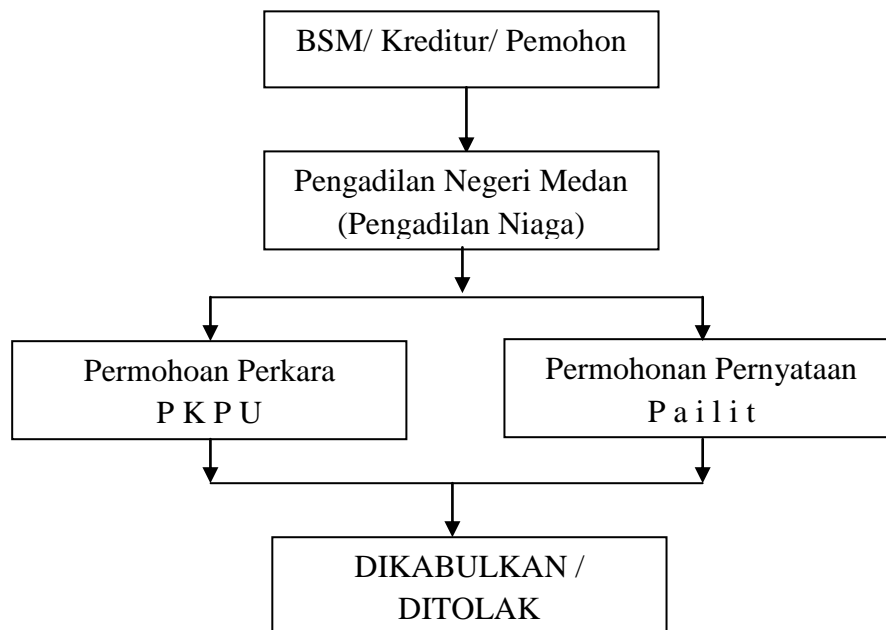 BSM/ Kreditur/ Pemohon
Pengadilan Negeri Medan
(Pengadilan Niaga)
Permohoan Perkara
P K P U
Permohonan Pernyataan
P a i l i t
DIKABULKAN /
DITOLAK